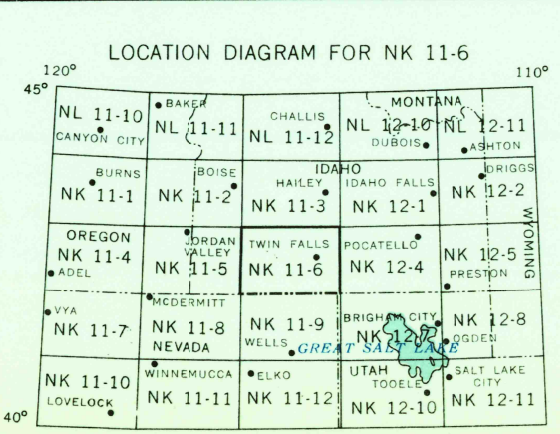 LOCATION DIAGRAM FOR NK 11-6
120° 110°
45°
NL 11-10
CANYON CITY
BAKER
NL 11-11
CHALLIS
NL 11-12
MONTANA
NL 12-10
DUBOIS
NL 12-11
ASHTON
BURNS
NK 11-1
BOISE
NK 11-2
IDAHO
HAILEY
NK 11-3
IDAHO FALLS
NK 12-1
DRIGGS
NK 12-2
OREGON
NK 11-4
ADEL
JORDAN
VALLEY
NK 11-5
TWIN FALLS
NK 11-6
POCATELLO
NK 12-4
NK 12-5
PRESTON
WYOMING
VYA
NK 11-7
MCDERMITT
NK 11-8
NEVADA
NK 11-9
WELLS
BRIGHAM CITY
NK 12-7
GREAT SALT LAKE
NK 12-8
OGDEN
NK 11-10
LOVELOCK
WINNEMUCCA
NK 11-11
ELKO
NK 11-12
UTAH
TOOELE
NK 12-10
SALT LAKE
CITY
NK 12-11
40°